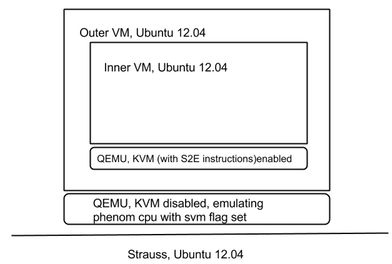 Outer VM, Ubuntu 12.04
Inner VM, Ubuntu 12.04
QEMU, KVM (with S2E instructions)enabled
QEMU, KVM disabled, emulating
phenom cpu with svm flag set
Strauss, Ubuntu 12.04